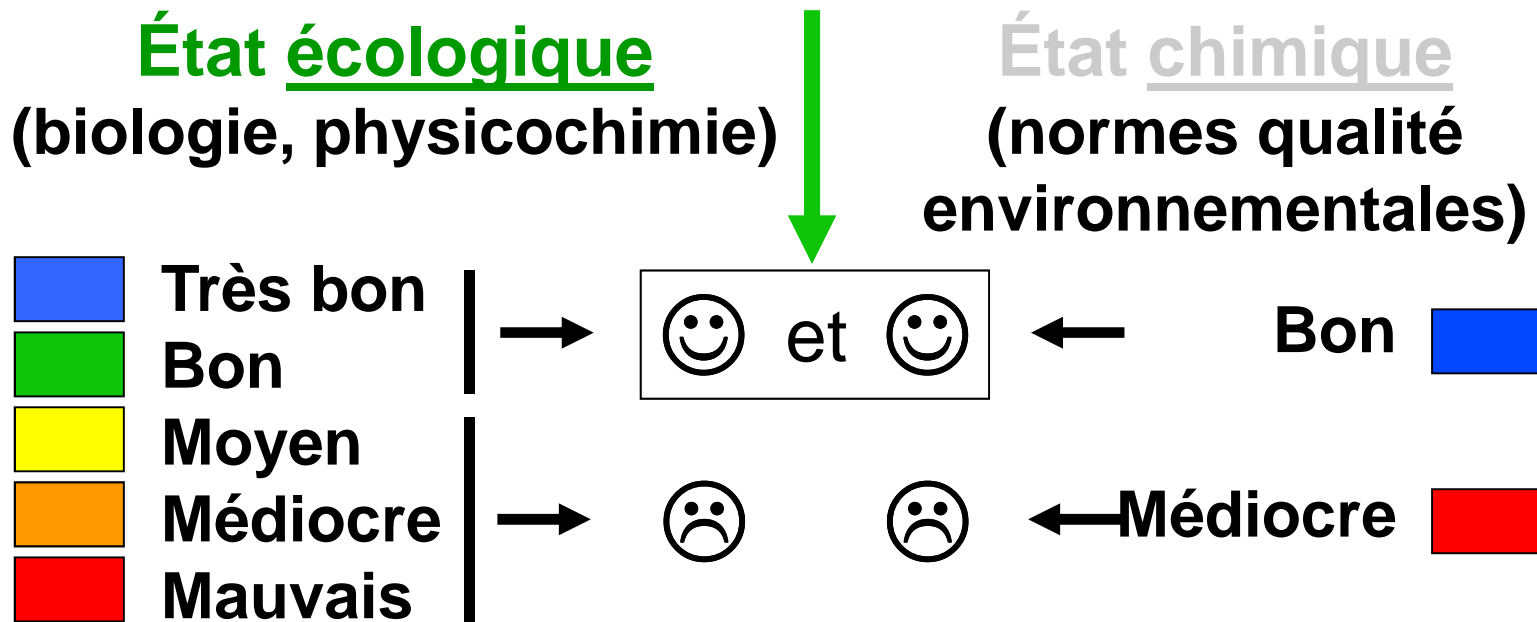 État écologique
(biologie, physicochimie)
État chimique
(normes qualité
environnementales)
Très bon
Bon
Moyen
Médiocre
Mauvais
et
Bon
Médiocre